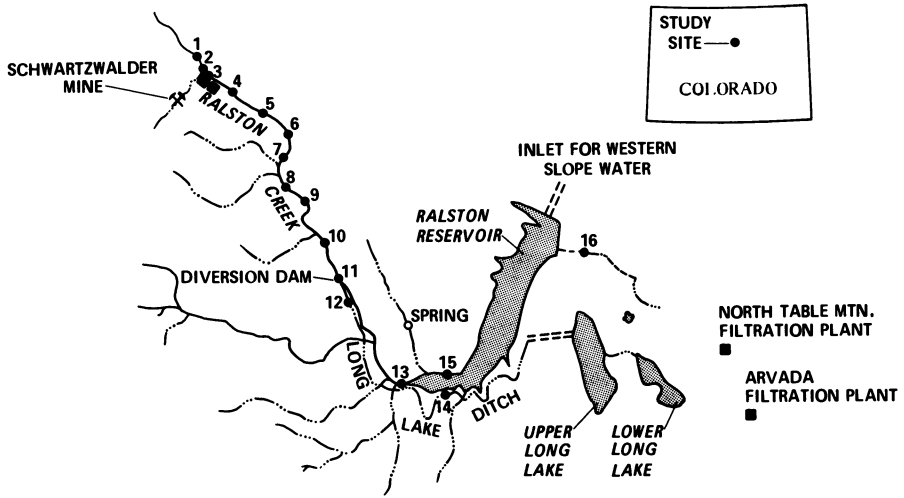 STUDY
SITE
COLORADO
1
2
3
4
5
6
7
8
9
10
11
12
13
14
15
16
SCHWARTZWALDER
MINE
RALSTON
CREEK
INLET FOR WESTERN
SLOPE WATER
RALSTON
RESERVOIR
DIVERSION DAM
SPRING
NORTH TABLE MTN.
FILTRATION PLANT
ARVADA
FILTRATION PLANT
LONG
LAKE
DITCH
UPPER
LONG
LAKE
LOWER
LONG
LAKE